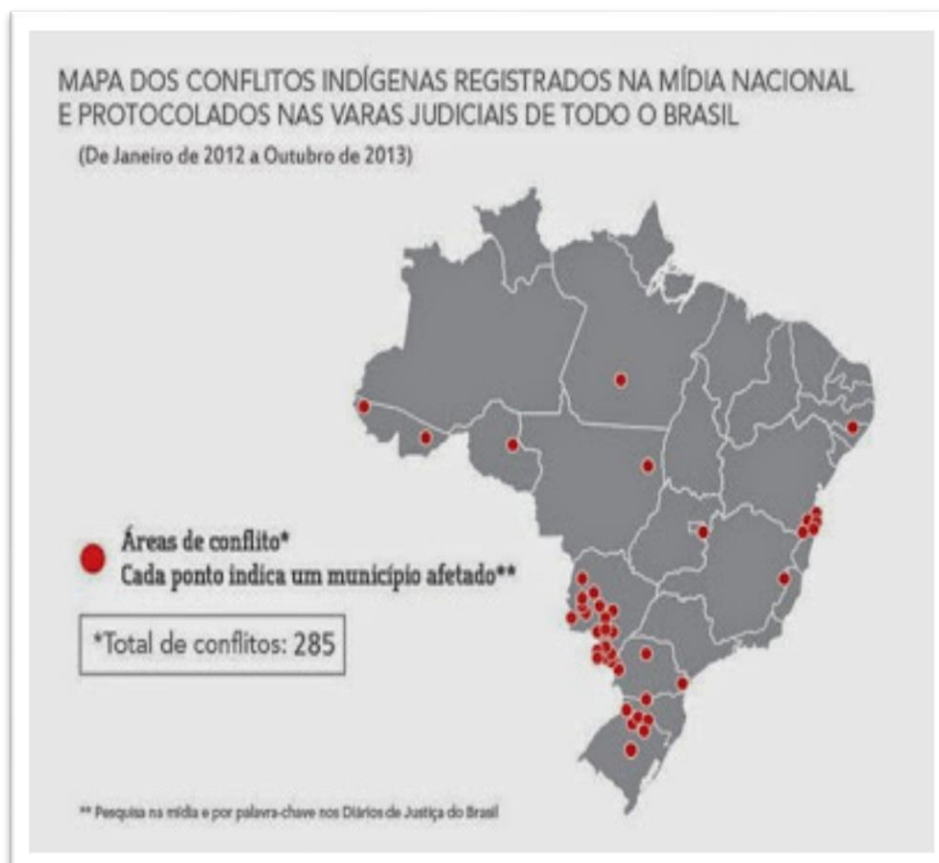 MAPA DOS CONFLITOS INDÍGENAS REGISTRADOS NA MÍDIA NACIONAL
E PROTOCOLADOS NAS VARAS JUDICIAIS DE TODO O BRASIL
(De Janeiro de 2012 a Outubro de 2013)
Áreas de conflito*
Cada ponto indica um município afetado**
*Total de conflitos: 285
** Pesquisa na mídia e por palavra-chave nos Diários de Justiça do Brasil